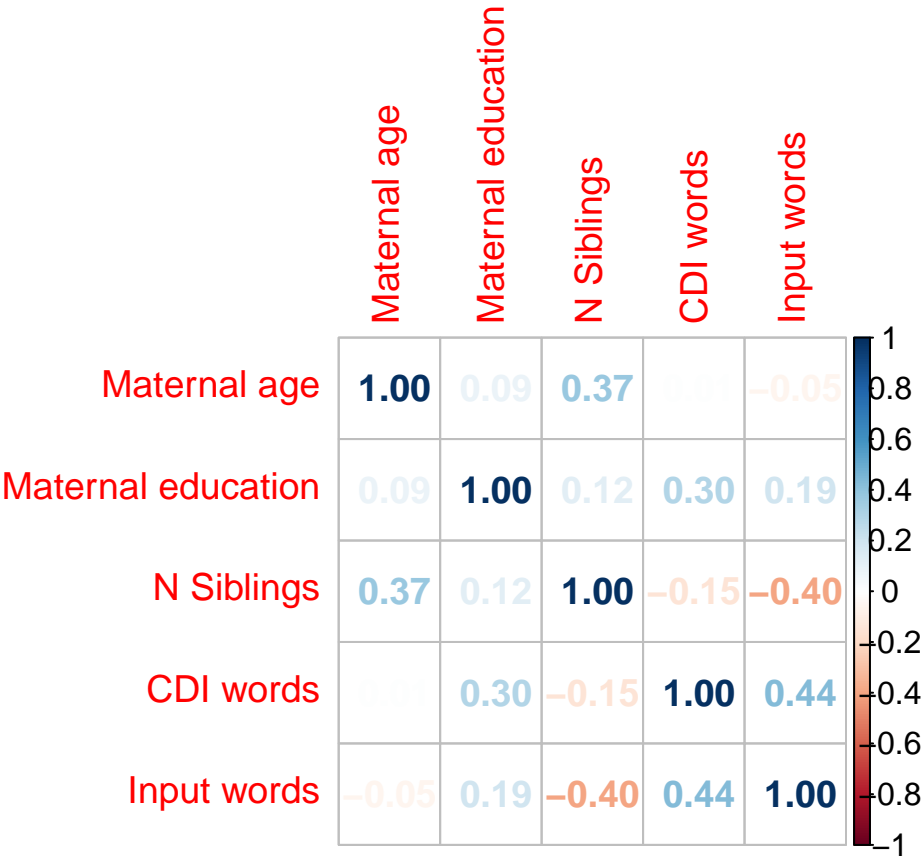 Maternal age
Maternal education
N Siblings
CDI words
Input words
Maternal age 1.00 0.09 0.37 −0.05
Maternal education 0.09 1.00 0.12 0.30 0.19
N Siblings 0.37 0.12 1.00 −0.15 −0.40
CDI words 0.30 −0.15 1.00 0.44
Input words −0.05 0.19 −0.40 0.44 1.00
1
0.8
0.6
0.4
0.2
0
−0.2
−0.4
−0.6
−0.8
−1